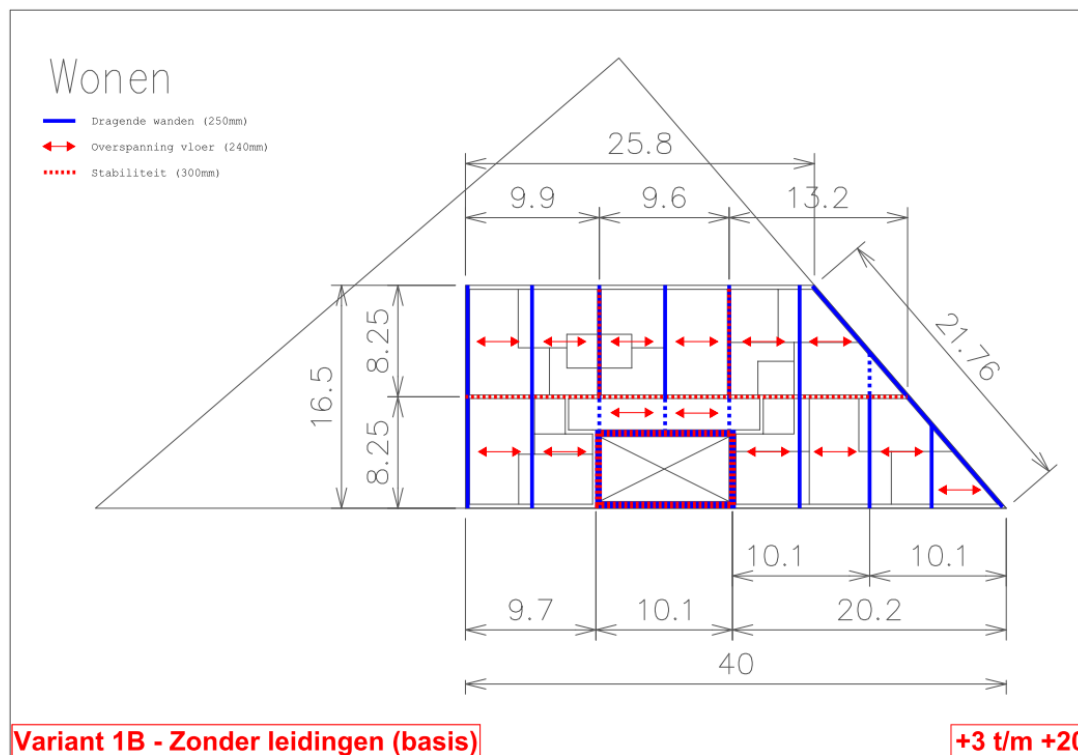 Wonen
Dragende wanden (250mm)
Overspanning vloer (240mm)
Stabiliteit (300mm)
25.8
9.9
9.6
13.2
21.76
16.5
8.25
8.25
10.1
10.1
9.7
10.1
20.2
40
Variant 1B - Zonder leidingen (basis)
+3 t/m +20